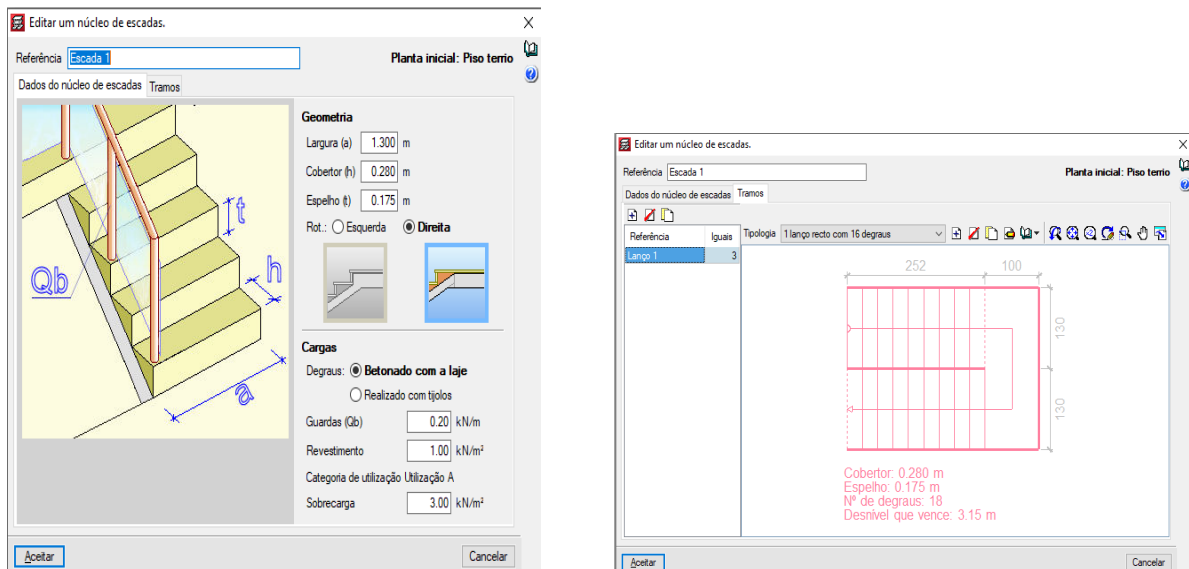 Editar um núcleo de escadas.
Referência Escada 1 Planta inicial: Piso terrio
Dados do núcleo de escadas Tramos
Qb t h a
Geometria
Largura (a) 1.300 m
Cobertor (h) 0.280 m
Espelho (t) 0.175 m
Rot.: Esquerda Direita
Cargas
Degraus: Betonado com a laje
Realizado com tijolos
Guardas (Qb) 0.20 kN/m
Revestimento 1.00 kN/m²
Categoria de utilização Utilização A
Sobrecarga 3.00 kN/m²
Aceitar Cancelar
Editar um núcleo de escadas.
Referência Escada 1 Planta inicial: Piso terrio
Dados do núcleo de escadas Tramos
Referência Iguais Tipologia 1 lanço recto com 16 degraus
Lanço 1 3
252 100
130
130
Cobertor: 0.280 m
Espelho: 0.175 m
Nº de degraus: 18
Desnível que vence: 3.15 m
Aceitar Cancelar